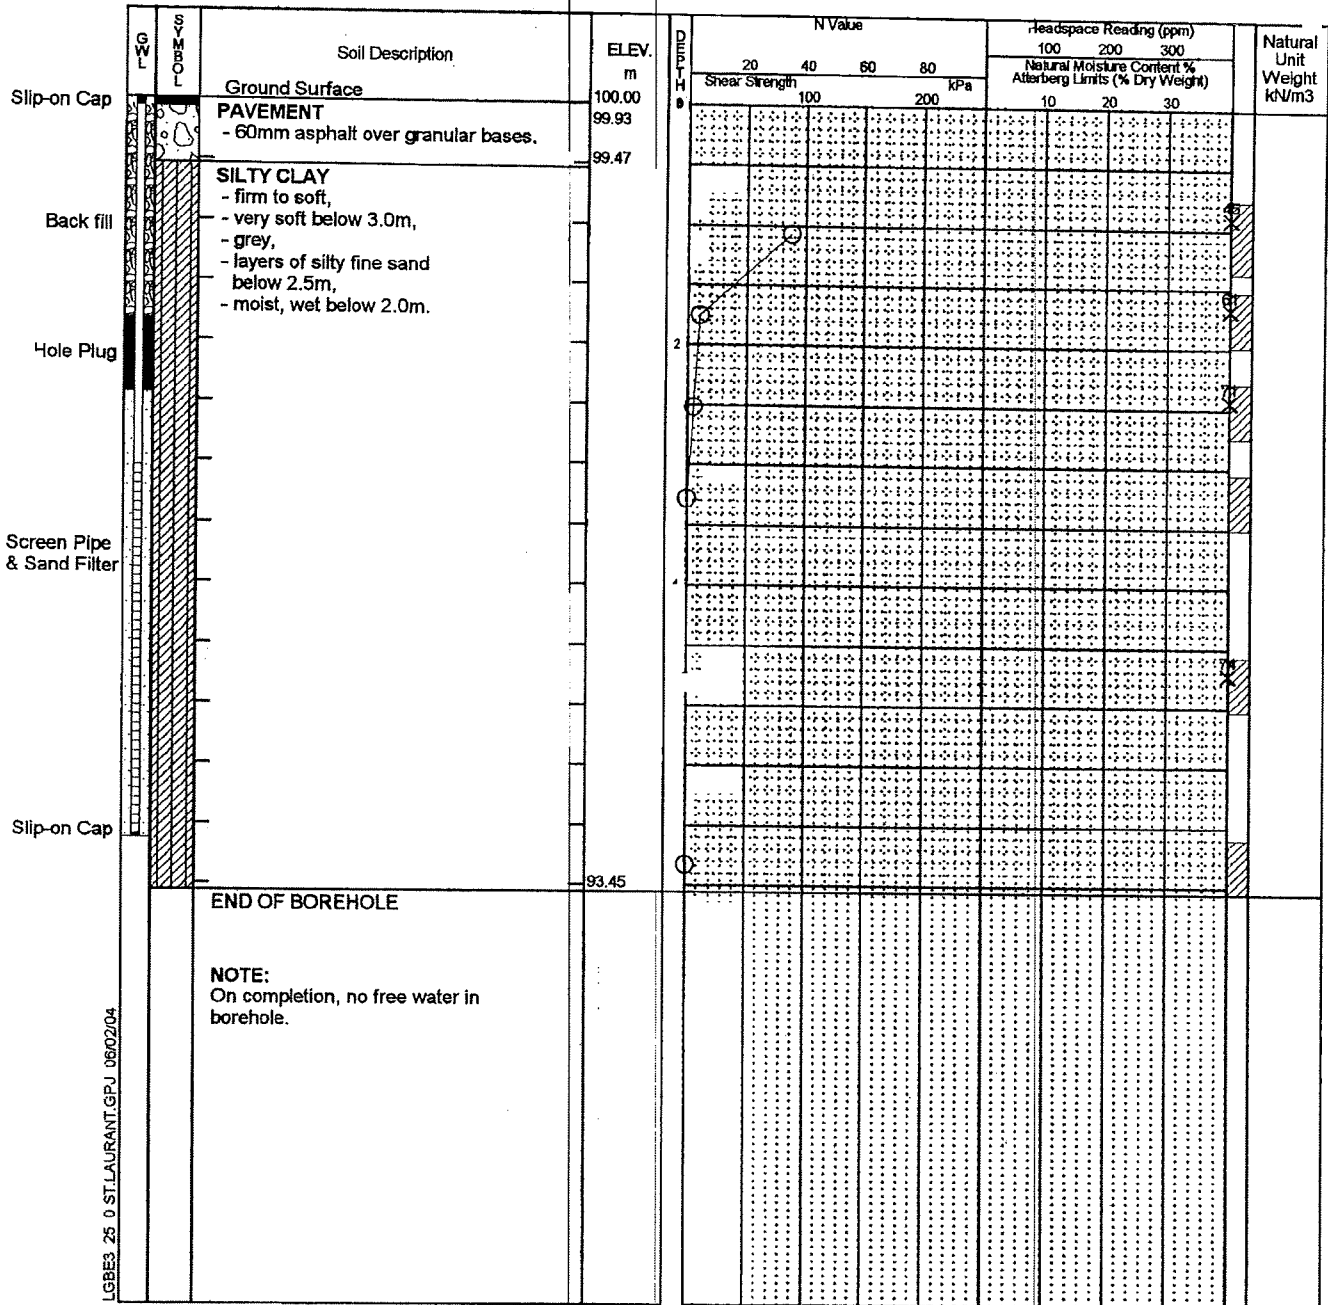 GWL
SYMBOL
Soil Description
ELEV.
m
DEPTH
N Value
20 40 60 80
Shear Strength kPa
100 200
Headspace Reading (ppm)
100 200 300
Natural Moisture Content %
Atterberg Limits (% Dry Weight)
10 20 30
Natural
Unit
Weight
kN/m3
Slip-on Cap
Ground Surface
100.00
PAVEMENT
99.93
- 60mm asphalt over granular bases.
99.47
SILTY CLAY
- firm to soft,
- very soft below 3.0m,
- grey,
- layers of silty fine sand
below 2.5m,
- moist, wet below 2.0m.
Back fill
Hole Plug
2
71
Screen Pipe
& Sand Filter
74
Slip-on Cap
93.45
END OF BOREHOLE
NOTE:
On completion, no free water in
borehole.
LGBE3 25 0 ST.LAURANT.GPJ 06/02/04